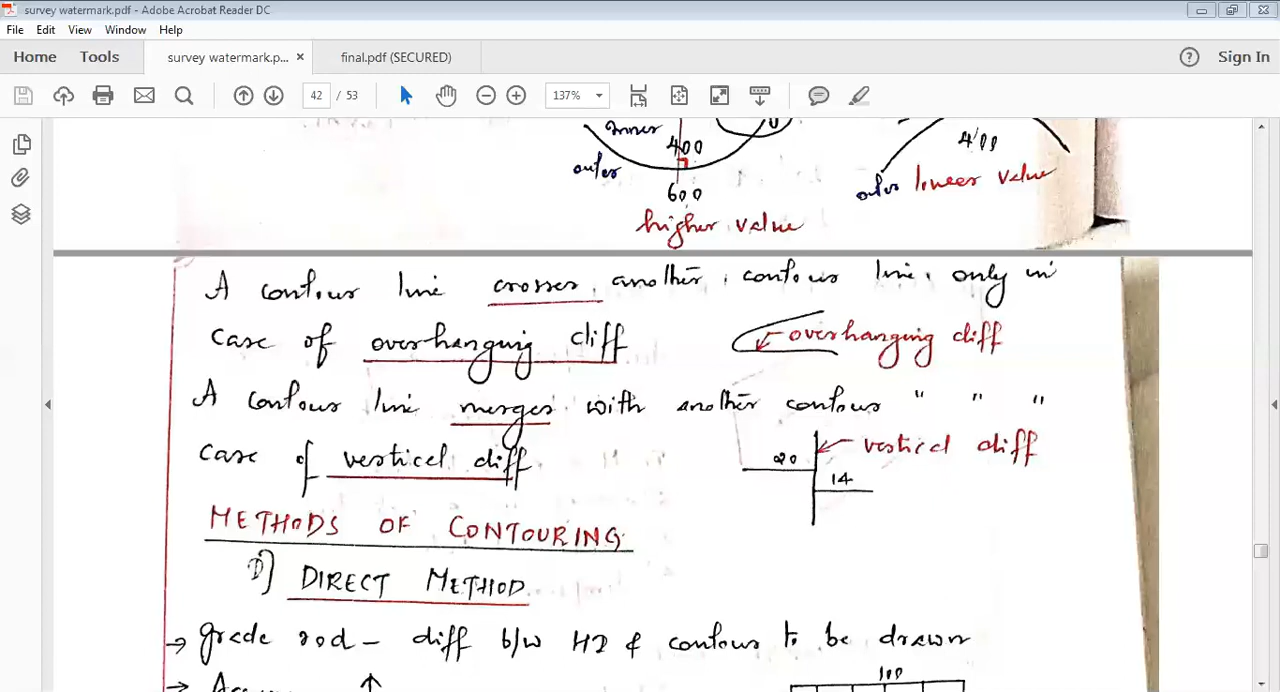 survey watermark.pdf - Adobe Acrobat Reader DC
File Edit View Window Help
Home Tools survey watermark.p... × final.pdf (SECURED) Sign In
42 / 53 137%
Inner
400
outer
600
higher value
400
outer lower value
A contour line crosses another contour line, only in
case of overhanging cliff
overhanging cliff
A contour line merges with another contour " " "
case of vertical cliff
20
vertical cliff
14
METHODS OF CONTOURING
1) DIRECT METHOD
→ grade rod - diff b/w HI & contour to be drawn
100
→ ↑